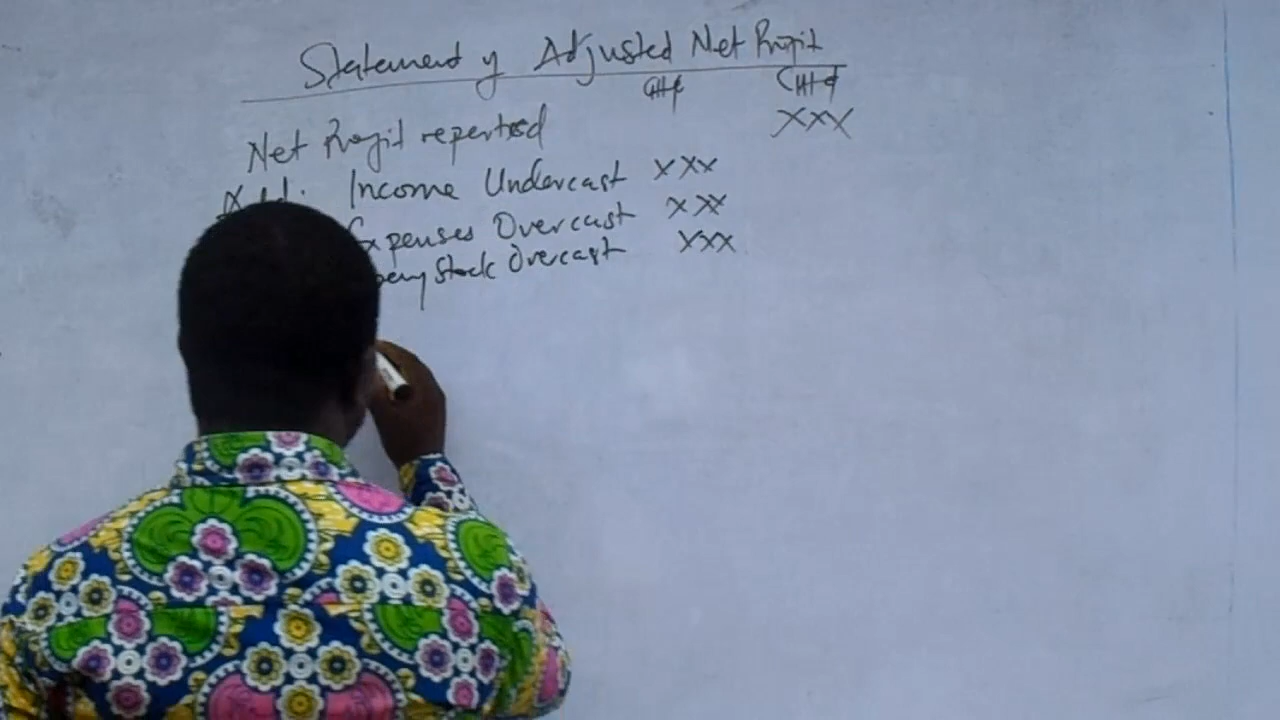 Statement of Adjusted Net Profit
GH¢ GH¢
Net Profit reported XXX
Add: Income Undercast XXX
Expenses Overcast XXX
Stock Overcast XXX